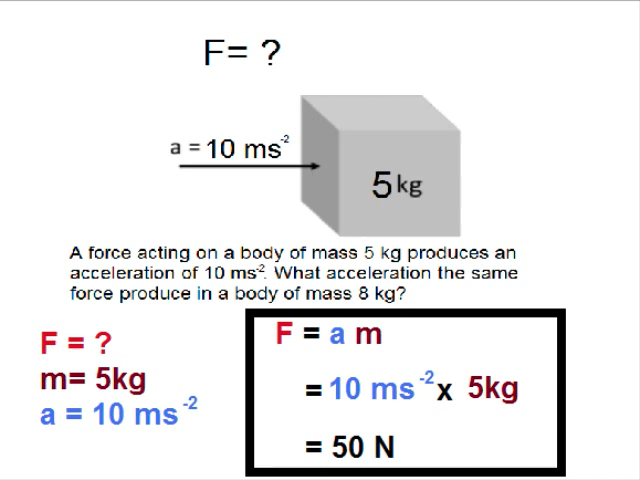 F= ?
a = 10 ms⁻²
5 kg
A force acting on a body of mass 5 kg produces an
acceleration of 10 ms⁻². What acceleration the same
force produce in a body of mass 8 kg?
F = ?
m= 5kg
a = 10 ms⁻²
F = a m
= 10 ms⁻² x 5kg
= 50 N